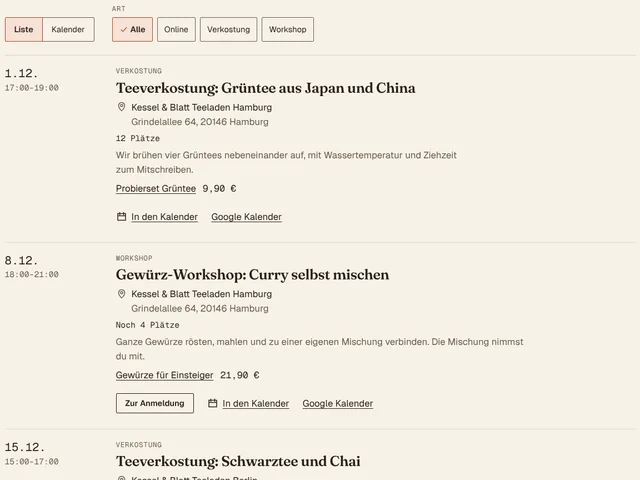 ART
Liste
Kalender
Alle
Online
Verkostung
Workshop
1.12.
17:00–19:00
VERKOSTUNG
Teeverkostung: Grüntee aus Japan und China
Kessel & Blatt Teeladen Hamburg
Grindelallee 64, 20146 Hamburg
12 Plätze
Wir brühen vier Grüntees nebeneinander auf, mit Wassertemperatur und Ziehzeit
zum Mitschreiben.
Probierset Grüntee 9,90 €
In den Kalender Google Kalender
8.12.
18:00–21:00
WORKSHOP
Gewürz-Workshop: Curry selbst mischen
Kessel & Blatt Teeladen Hamburg
Grindelallee 64, 20146 Hamburg
Noch 4 Plätze
Ganze Gewürze rösten, mahlen und zu einer eigenen Mischung verbinden. Die Mischung nimmst
du mit.
Gewürze für Einsteiger 21,90 €
Zur Anmeldung In den Kalender Google Kalender
15.12.
15:00–17:00
VERKOSTUNG
Teeverkostung: Schwarztee und Chai
Kessel & Blatt Teeladen Berlin